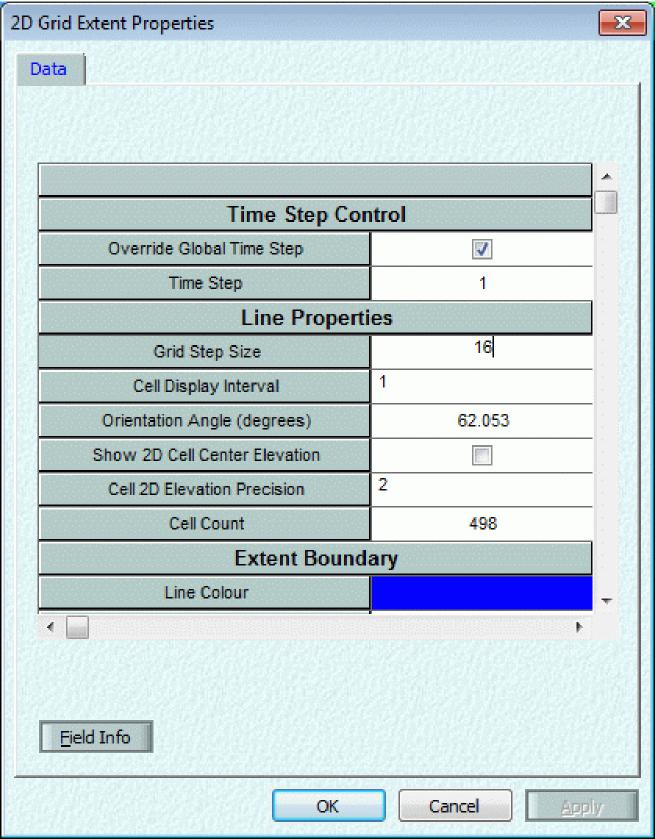 2D Grid Extent Properties
Data
Time Step Control
Override Global Time Step
Time Step 1
Line Properties
Grid Step Size 16
Cell Display Interval 1
Orientation Angle (degrees) 62.053
Show 2D Cell Center Elevation
Cell 2D Elevation Precision 2
Cell Count 498
Extent Boundary
Line Colour
Field Info
OK Cancel Apply